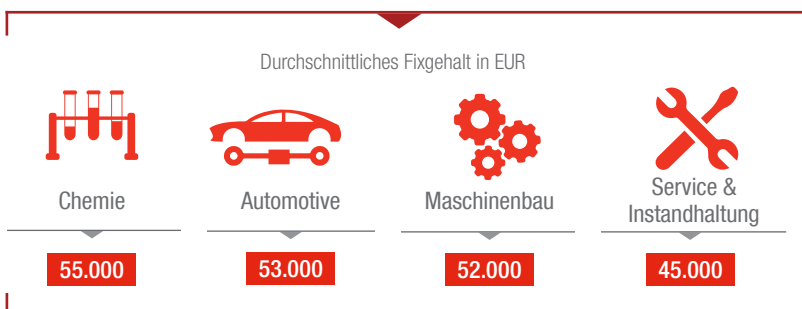 Durchschnittliches Fixgehalt in EUR
Chemie
55.000
Automotive
53.000
Maschinenbau
52.000
Service &
Instandhaltung
45.000